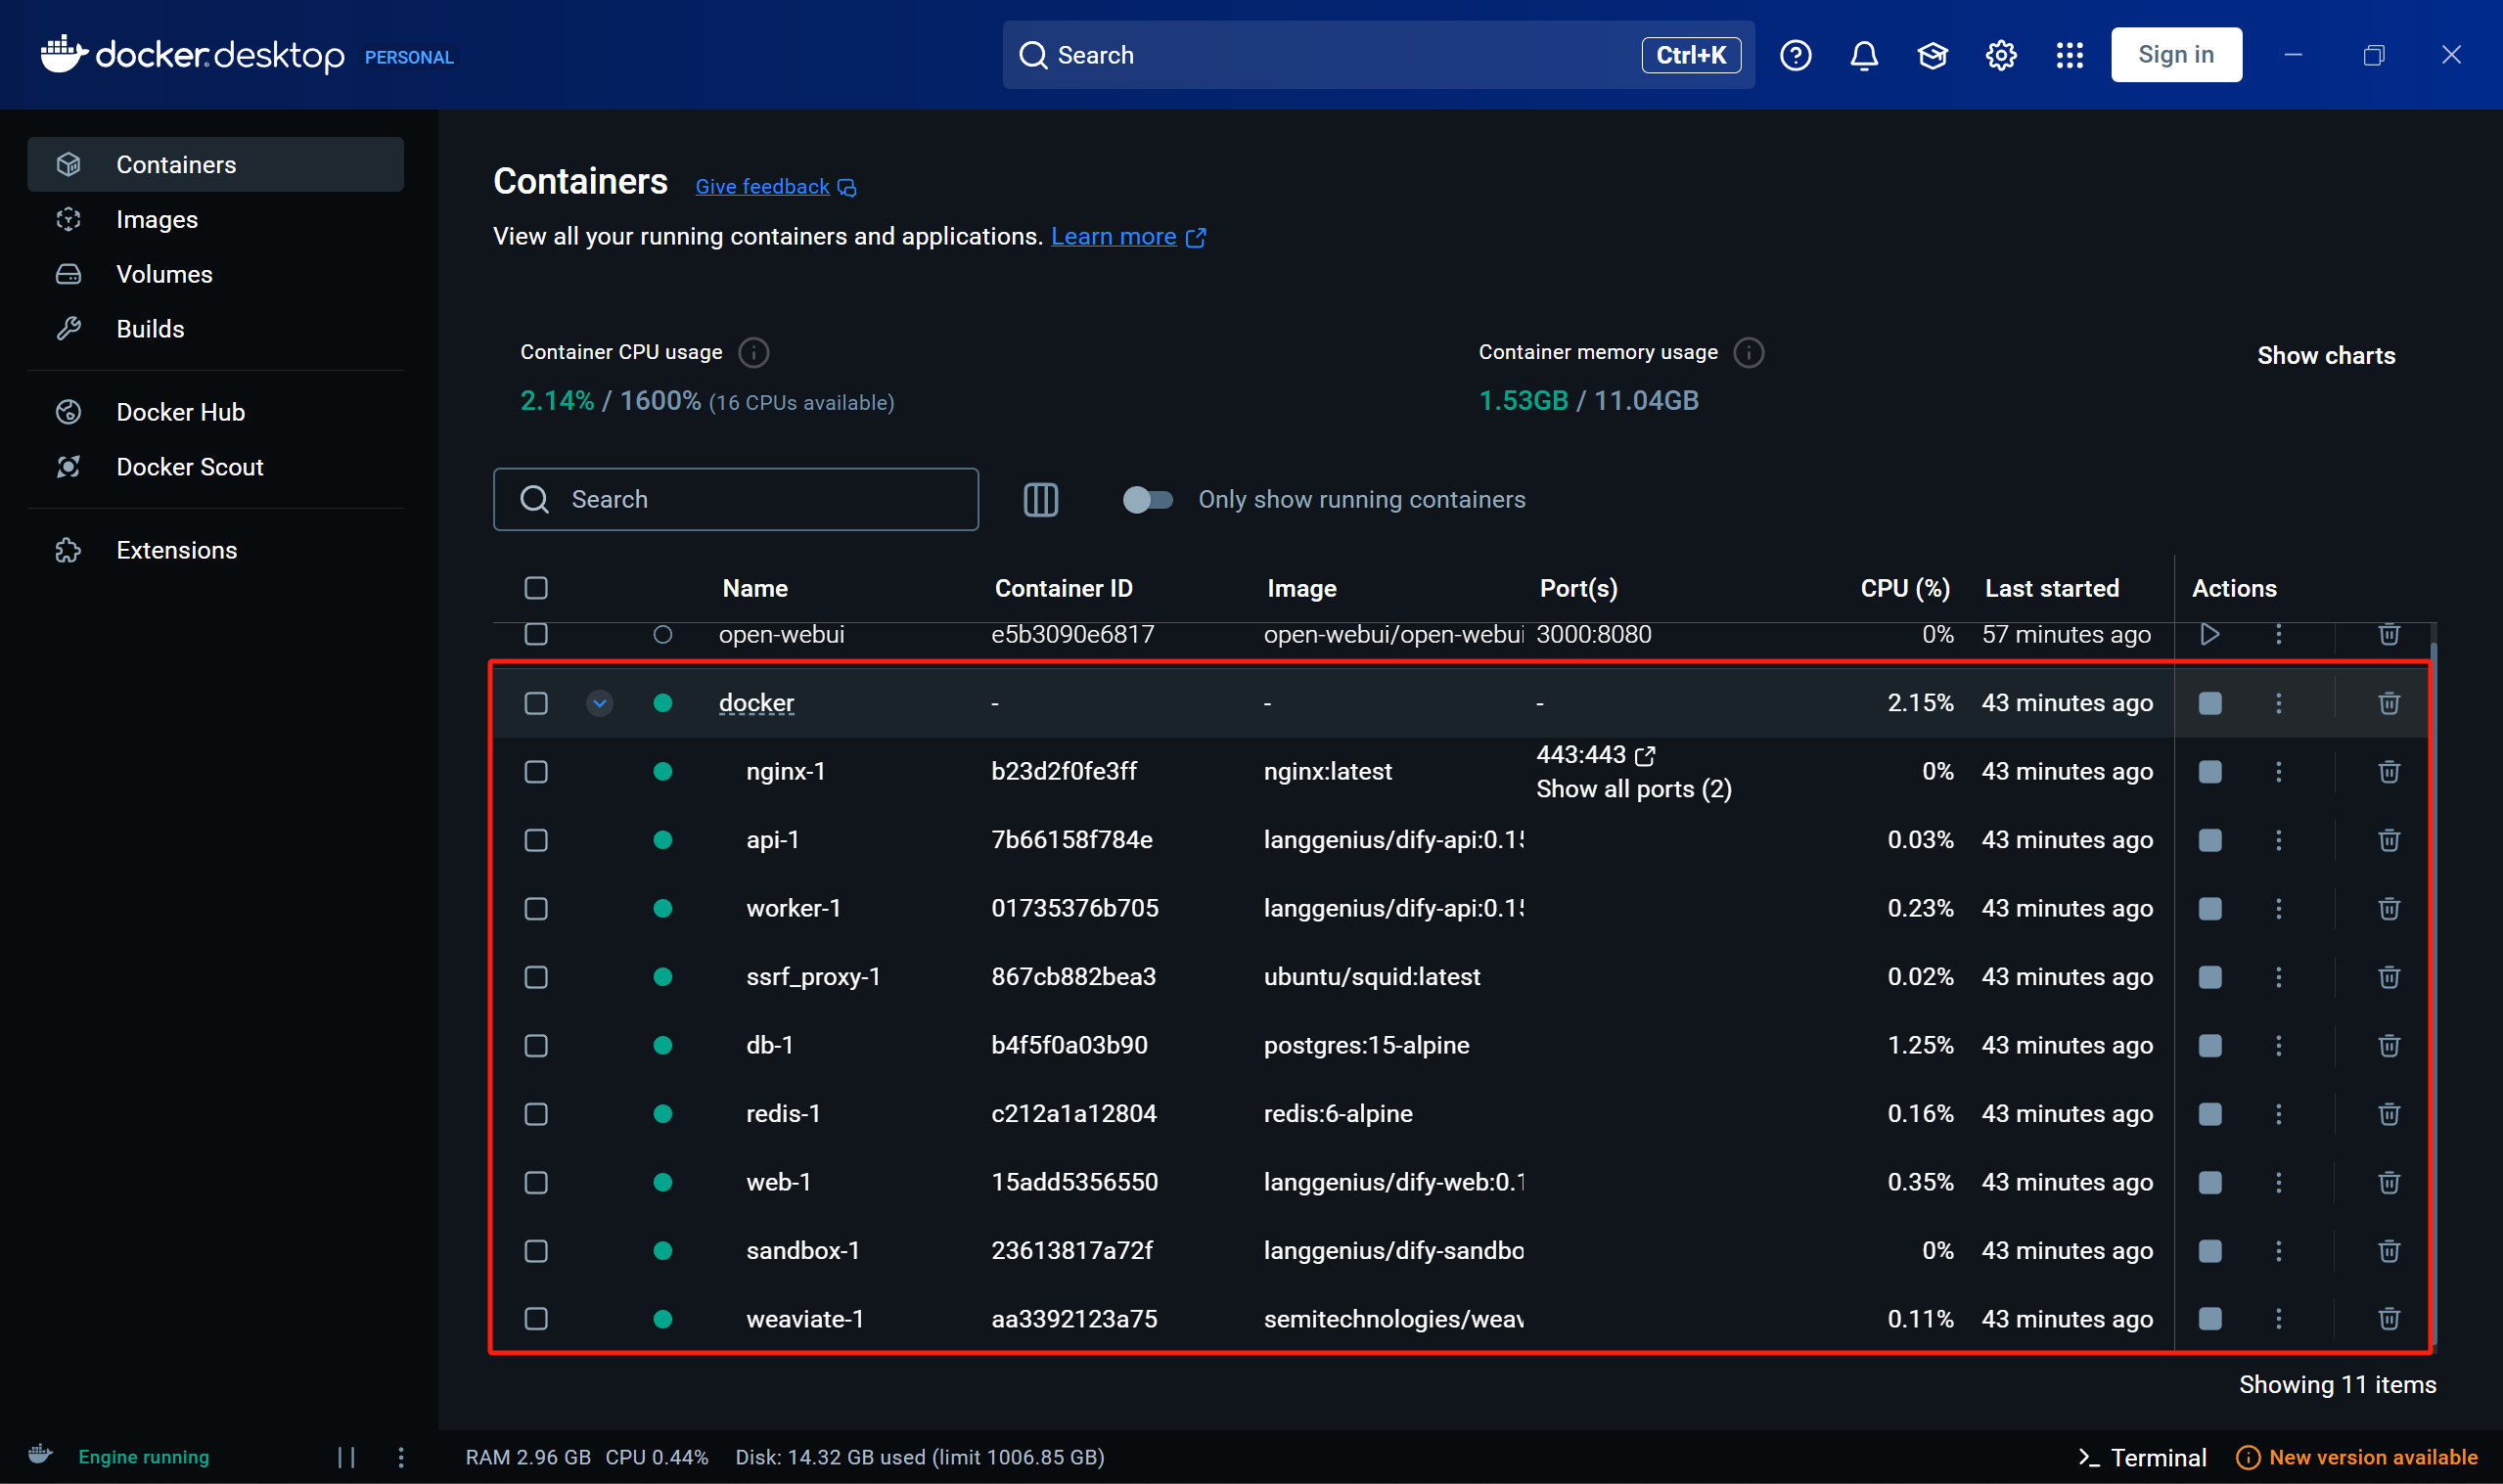 docker desktop PERSONAL
Search Ctrl+K
Sign in
Containers
Images
Volumes
Builds
Docker Hub
Docker Scout
Extensions
Containers Give feedback
View all your running containers and applications. Learn more
Container CPU usage
2.14% / 1600% (16 CPUs available)
Container memory usage
1.53GB / 11.04GB
Show charts
Search
Only show running containers
Name Container ID Image Port(s) CPU (%) Last started Actions
open-webui e5b3090e6817 open-webui/open-webui 3000:8080 0% 57 minutes ago
docker - - - 2.15% 43 minutes ago
nginx-1 b23d2f0fe3ff nginx:latest 443:443 0% 43 minutes ago
Show all ports (2)
api-1 7b66158f784e langgenius/dify-api:0.15 0.03% 43 minutes ago
worker-1 01735376b705 langgenius/dify-api:0.15 0.23% 43 minutes ago
ssrf_proxy-1 867cb882bea3 ubuntu/squid:latest 0.02% 43 minutes ago
db-1 b4f5f0a03b90 postgres:15-alpine 1.25% 43 minutes ago
redis-1 c212a1a12804 redis:6-alpine 0.16% 43 minutes ago
web-1 15add5356550 langgenius/dify-web:0.1 0.35% 43 minutes ago
sandbox-1 23613817a72f langgenius/dify-sandbo 0% 43 minutes ago
weaviate-1 aa3392123a75 semitechnologies/weav 0.11% 43 minutes ago
Showing 11 items
Engine running
RAM 2.96 GB CPU 0.44% Disk: 14.32 GB used (limit 1006.85 GB)
Terminal
New version available